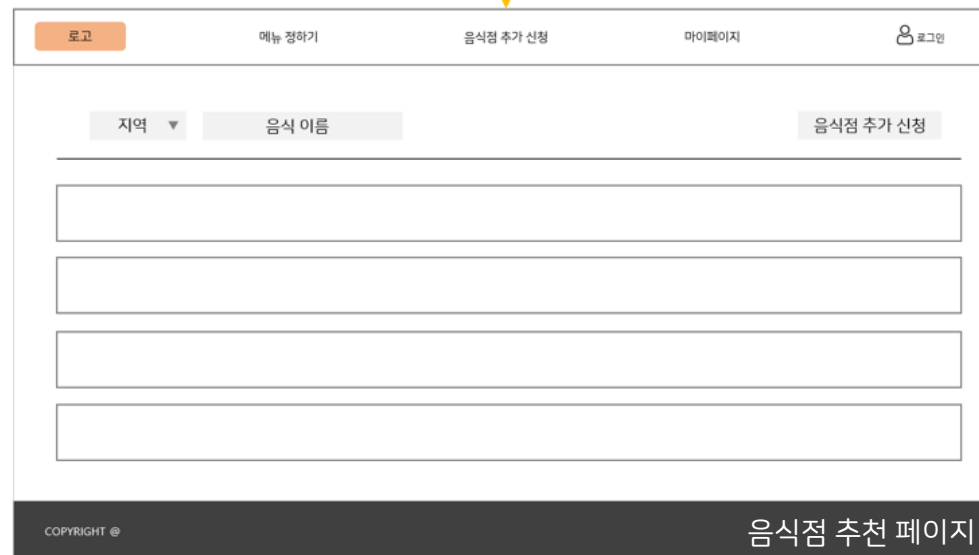 로고
메뉴 정하기
음식점 추가 신청
마이페이지
로그인
지역 ▼
음식 이름
음식점 추가 신청
COPYRIGHT @
음식점 추천 페이지